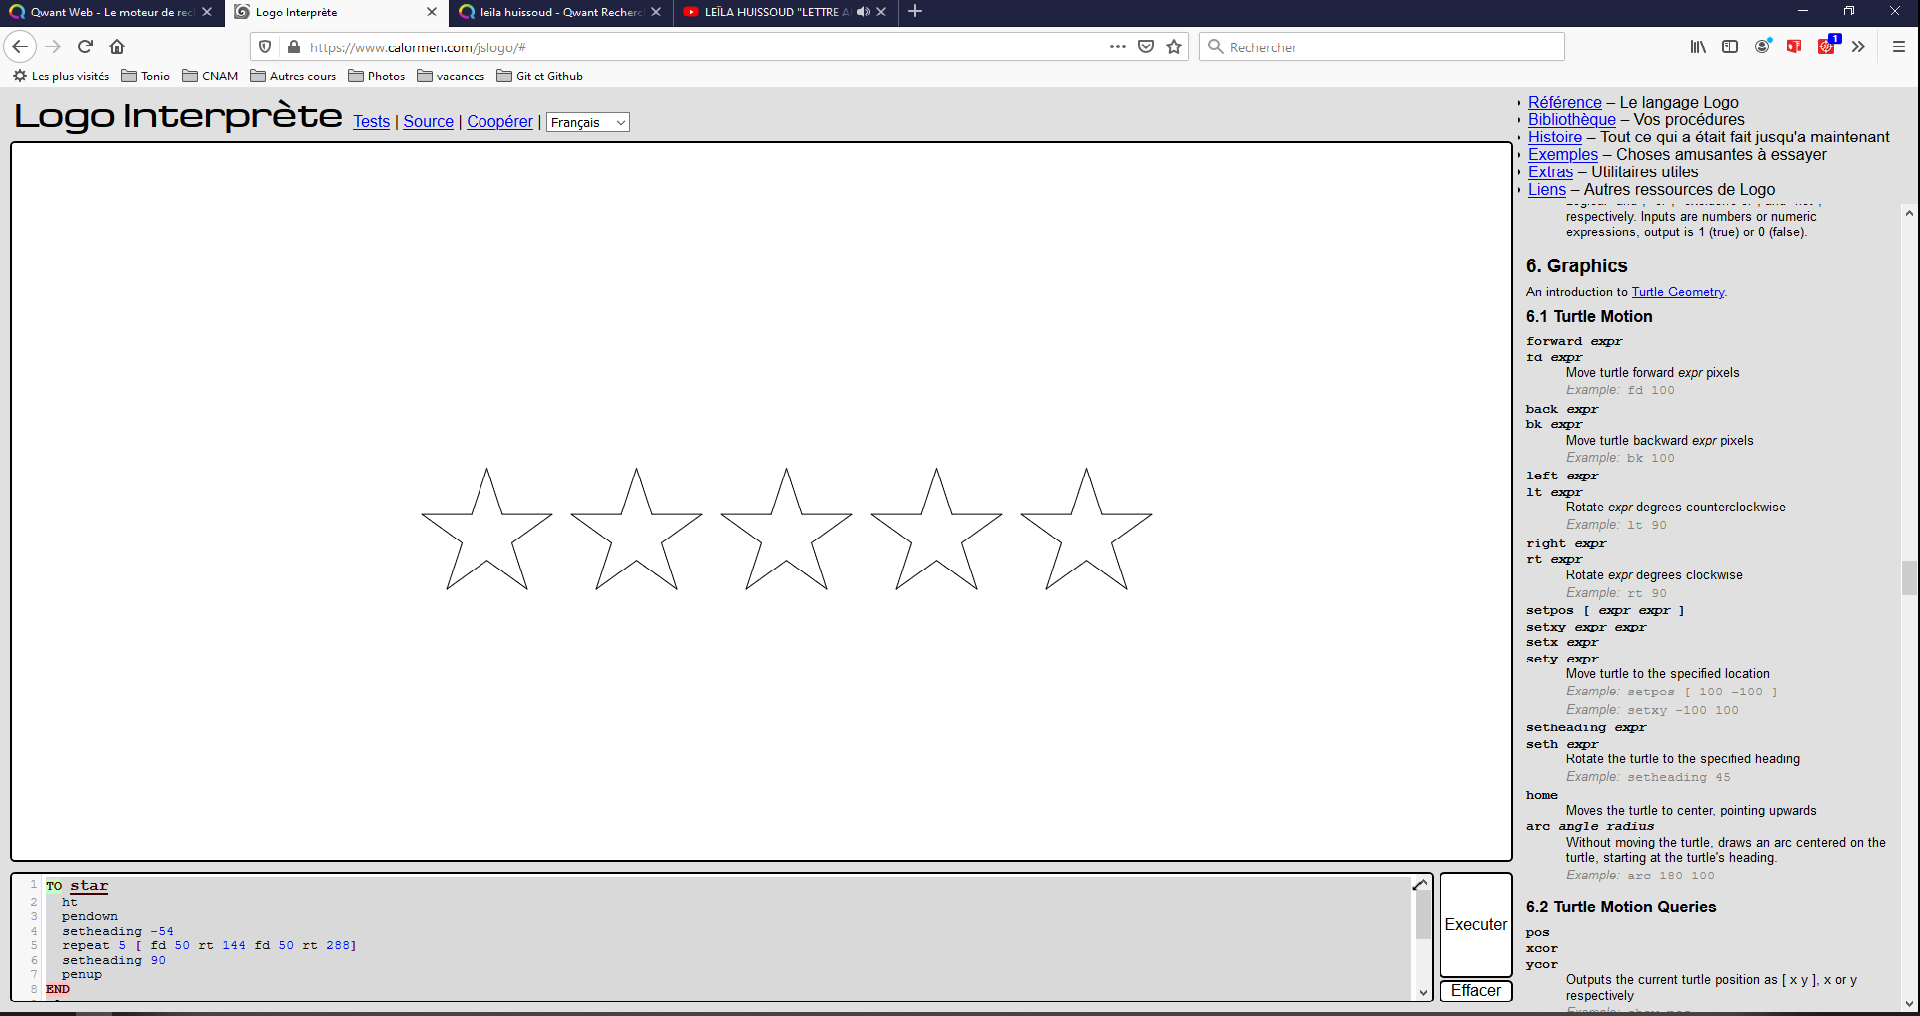 Qwant Web - Le moteur de rec
Logo Interprète
leila huissoud - Qwant Recherc
LEÏLA HUISSOUD "LETTRE A
https://www.calormen.com/jslogo/#
Rechercher
1
Les plus visités
Tonio
CNAM
Autres cours
Photos
vacances
Git et Github
Logo Interprète
Tests | Source | Coopérer | Français
Référence – Le langage Logo
Bibliothèque – Vos procédures
Histoire – Tout ce qui a était fait jusqu'a maintenant
Exemples – Choses amusantes à essayer
Extras – Utilitaires utiles
Liens – Autres ressources de Logo
respectively. Inputs are numbers or numeric
expressions, output is 1 (true) or 0 (false).
6. Graphics
An introduction to Turtle Geometry.
6.1 Turtle Motion
forward expr
fd expr
Move turtle forward expr pixels
Example: fd 100
back expr
bk expr
Move turtle backward expr pixels
Example: bk 100
left expr
lt expr
Rotate expr degrees counterclockwise
Example: lt 90
right expr
rt expr
Rotate expr degrees clockwise
Example: rt 90
setpos [ expr expr ]
setxy expr expr
setx expr
sety expr
Move turtle to the specified location
Example: setpos [ 100 -100 ]
Example: setxy -100 100
setheading expr
seth expr
Rotate the turtle to the specified heading
Example: setheading 45
home
Moves the turtle to center, pointing upwards
arc angle radius
Without moving the turtle, draws an arc centered on the
turtle, starting at the turtle's heading.
Example: arc 180 100
6.2 Turtle Motion Queries
pos
xcor
ycor
Outputs the current turtle position as [ x y ], x or y
respectively
1 TO star
2 ht
3 pendown
4 setheading -54
5 repeat 5 [ fd 50 rt 144 fd 50 rt 288]
6 setheading 90
7 penup
8 END
Executer
Effacer